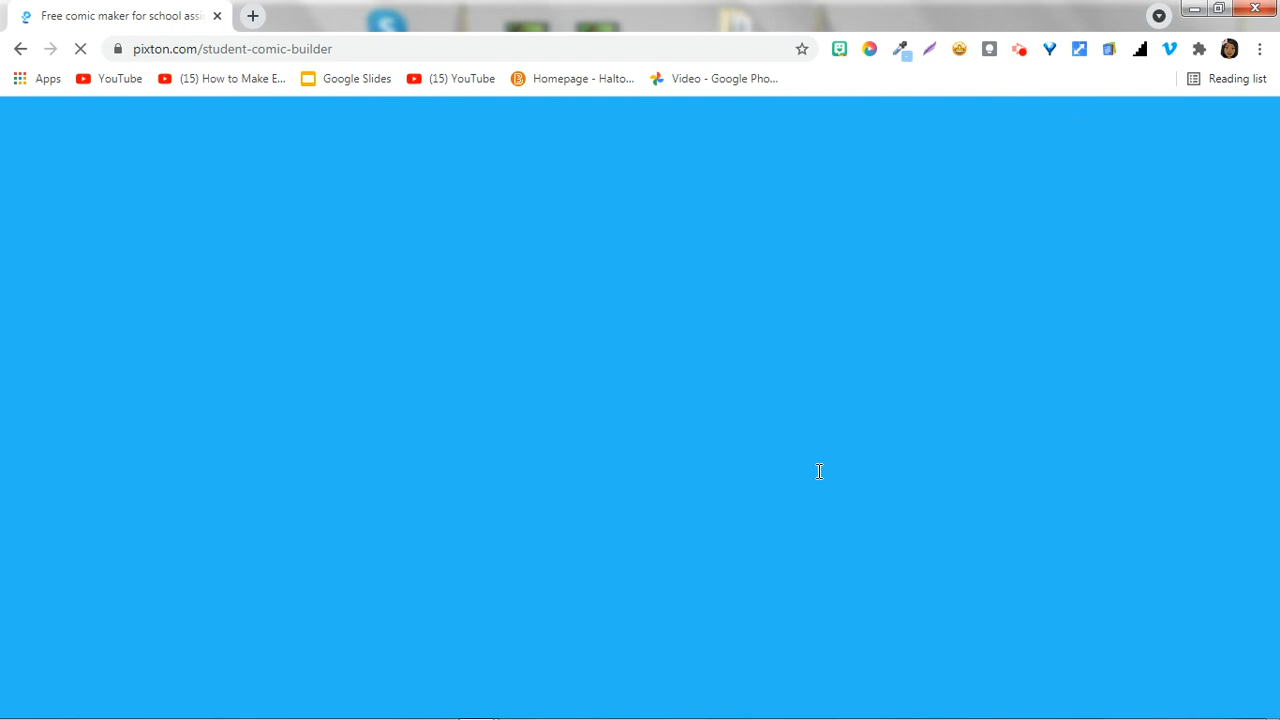 Free comic maker for school assi
pixton.com/student-comic-builder
Apps YouTube (15) How to Make E... Google Slides (15) YouTube Homepage - Halto... Video - Google Pho... Reading list